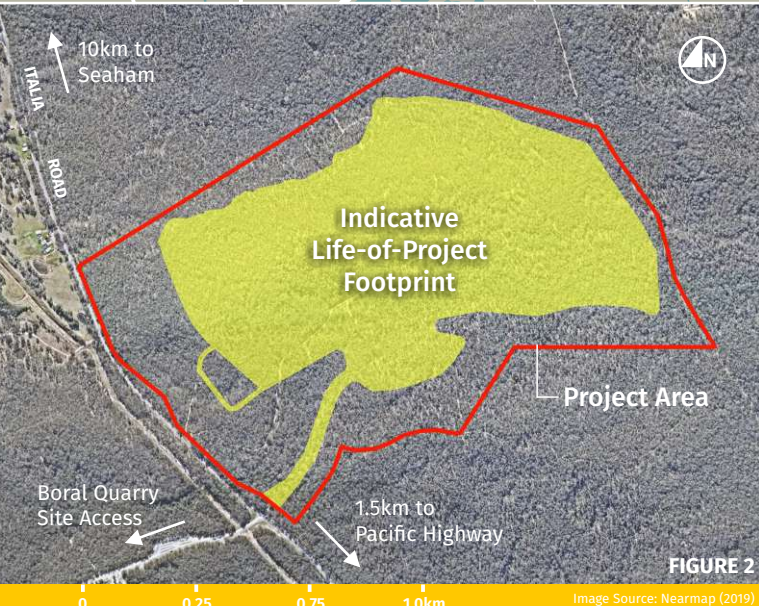 10km to
Seaham
N
ITALIA
ROAD
Indicative
Life-of-Project
Footprint
Project Area
Boral Quarry
Site Access
1.5km to
Pacific Highway
FIGURE 2
0 0.25 0.75 1.0km
Image Source: Nearmap (2019)